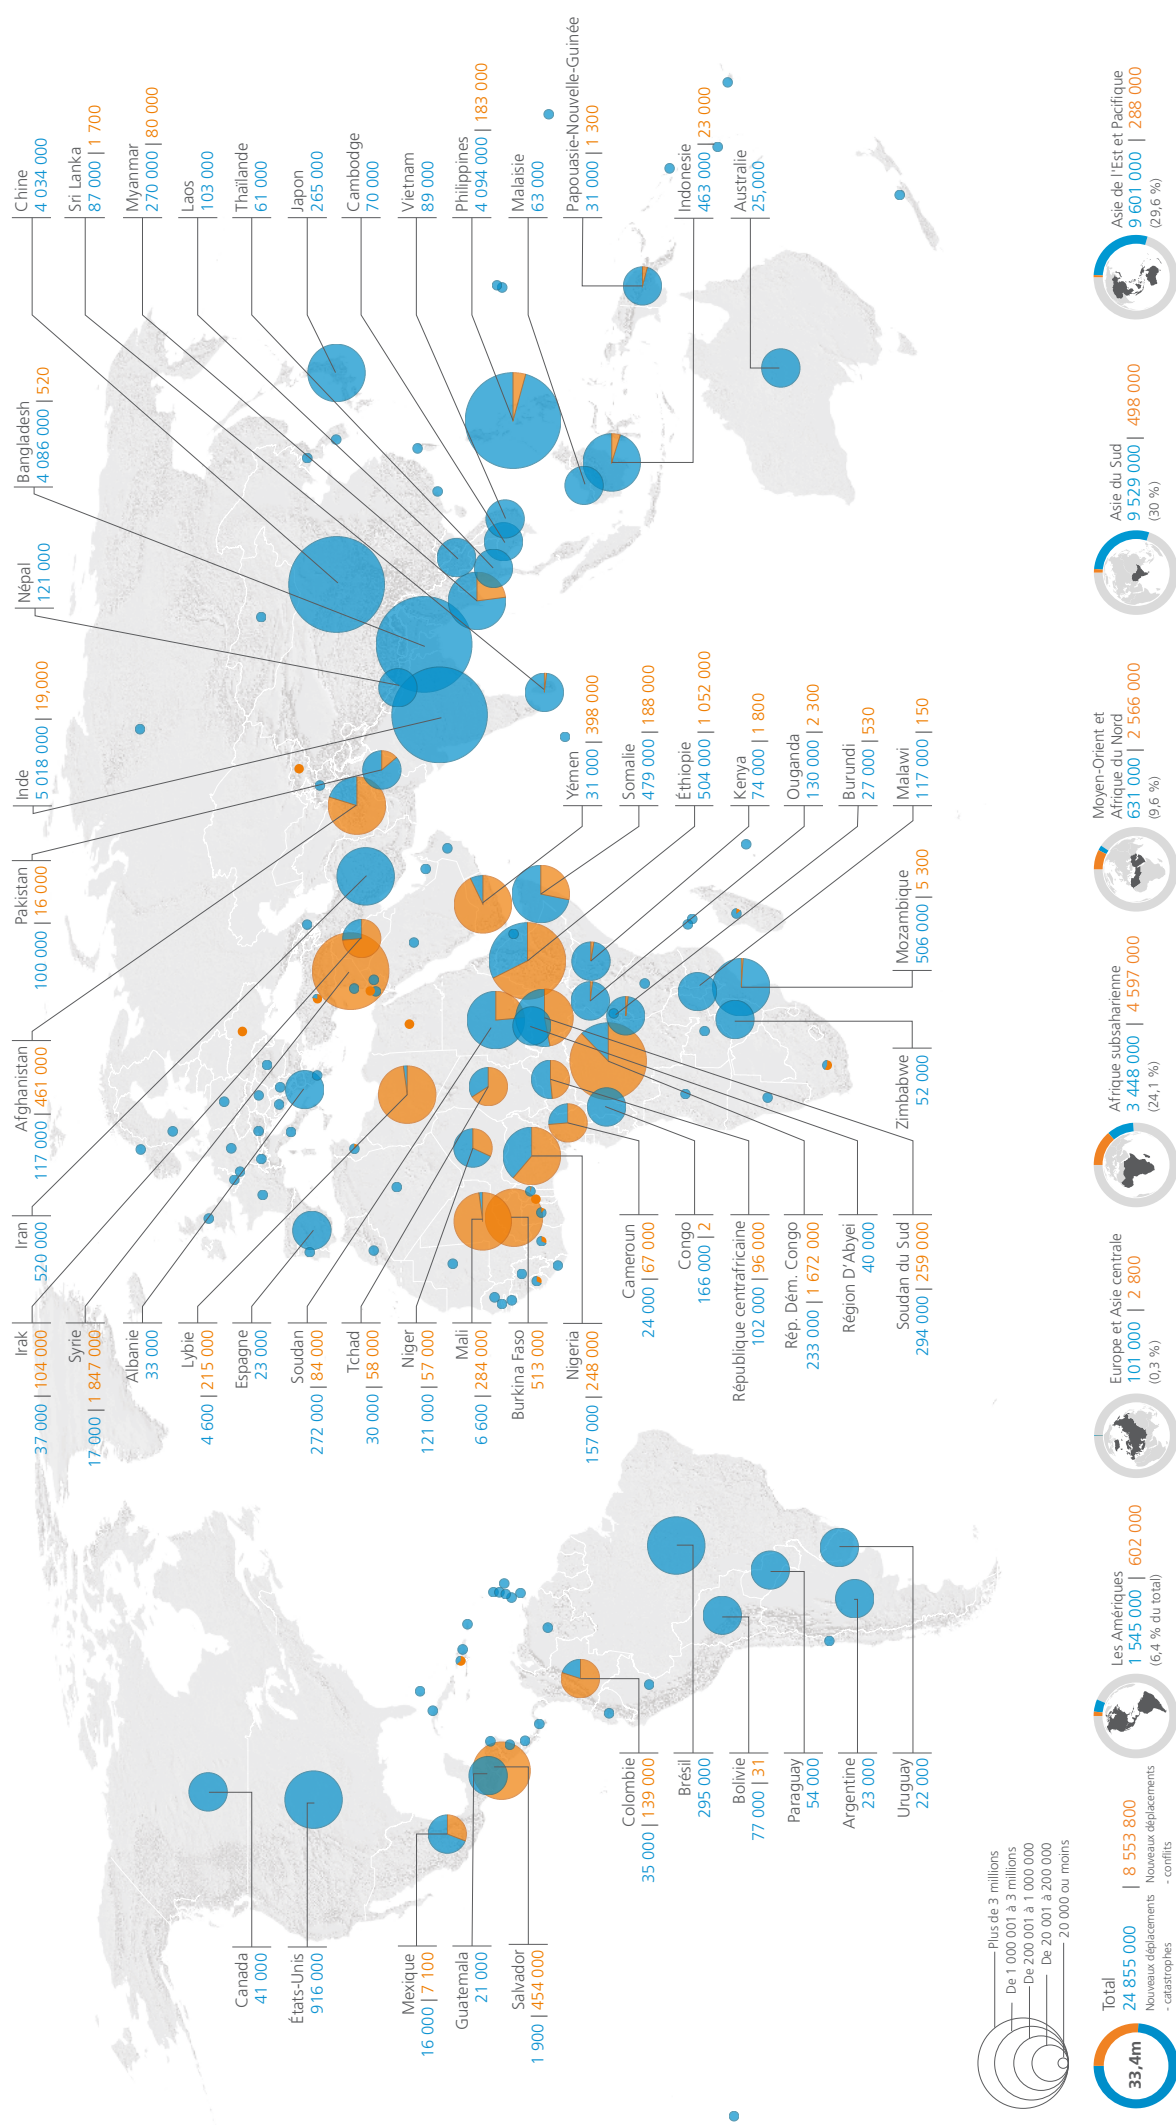 Canada
41 000
États-Unis
916 000
Mexique
16 000 | 7 100
Guatemala
21 000
Salvador
1 900 | 454 000
Colombie
35 000 | 139 000
Brésil
295 000
Bolivie
77 000 | 31
Paraguay
54 000
Argentine
23 000
Uruguay
22 000
Irak
37 000 | 104 000
Syrie
17 000 | 1 847 000
Albanie
33 000
Lybie
4 600 | 215 000
Espagne
23 000
Soudan
272 000 | 84 000
Tchad
30 000 | 58 000
Niger
121 000 | 57 000
Mali
6 600 | 284 000
Burkina Faso
513 000
Nigeria
157 000 | 248 000
Cameroun
24 000 | 67 000
Congo
166 000 | 2
République centrafricaine
102 000 | 96 000
Rép. Dém. Congo
233 000 | 1 672 000
Région D'Abyei
40 000
Soudan du Sud
294 000 | 259 000
Iran
520 000
Afghanistan
117 000 | 461 000
Pakistan
100 000 | 16 000
Inde
5 018 000 | 19,000
Népal
121 000
Bangladesh
4 086 000 | 520
Zimbabwe
52 000
Mozambique
506 000 | 5 300
Yémen
31 000 | 398 000
Somalie
479 000 | 188 000
Éthiopie
504 000 | 1 052 000
Kenya
74 000 | 1 800
Ouganda
130 000 | 2 300
Burundi
27 000 | 530
Malawi
117 000 | 150
Chine
4 034 000
Sri Lanka
87 000 | 1 700
Myanmar
270 000 | 80 000
Laos
103 000
Thaïlande
61 000
Japon
265 000
Cambodge
70 000
Vietnam
89 000
Philippines
4 094 000 | 183 000
Malaisie
63 000
Papouasie-Nouvelle-Guinée
31 000 | 1 300
Indonesie
463 000 | 23 000
Australie
25,000
Plus de 3 millions
De 1 000 001 à 3 millions
De 200 001 à 1 000 000
De 20 001 à 200 000
20 000 ou moins
33,4m
Total
24 855 000 | 8 553 800
Nouveaux déplacements
- catastrophes
Nouveaux déplacements
- conflits
Les Amériques
1 545 000 | 602 000
(6,4 % du total)
Europe et Asie centrale
101 000 | 2 800
(0,3 %)
Afrique subsaharienne
3 448 000 | 4 597 000
(24,1 %)
Moyen-Orient et
Afrique du Nord
631 000 | 2 566 000
(9,6 %)
Asie du Sud
9 529 000 | 498 000
(30 %)
Asie de l'Est et Pacifique
9 601 000 | 288 000
(29,6 %)